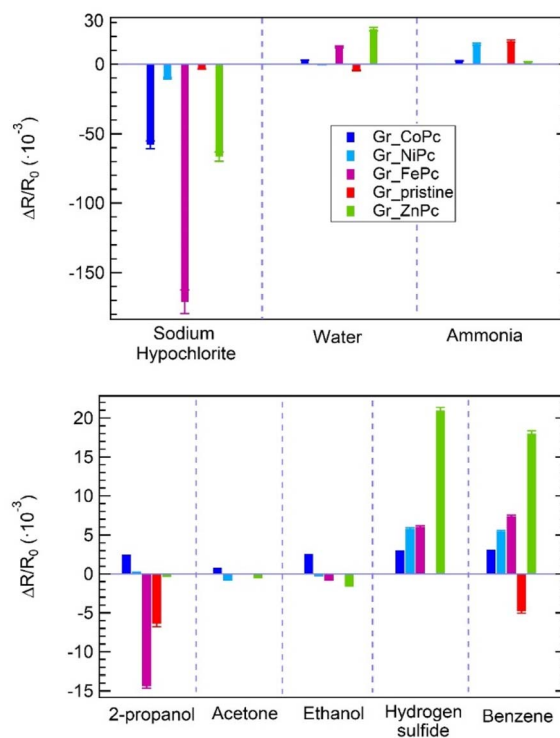 30
0
-50
-100
-150
ΔR/R₀ (·10⁻³)
Gr_CoPc
Gr_NiPc
Gr_FePc
Gr_pristine
Gr_ZnPc
Sodium
Hypochlorite
Water
Ammonia
20
15
10
5
0
-5
-10
-15
ΔR/R₀ (·10⁻³)
2-propanol
Acetone
Ethanol
Hydrogen
sulfide
Benzene